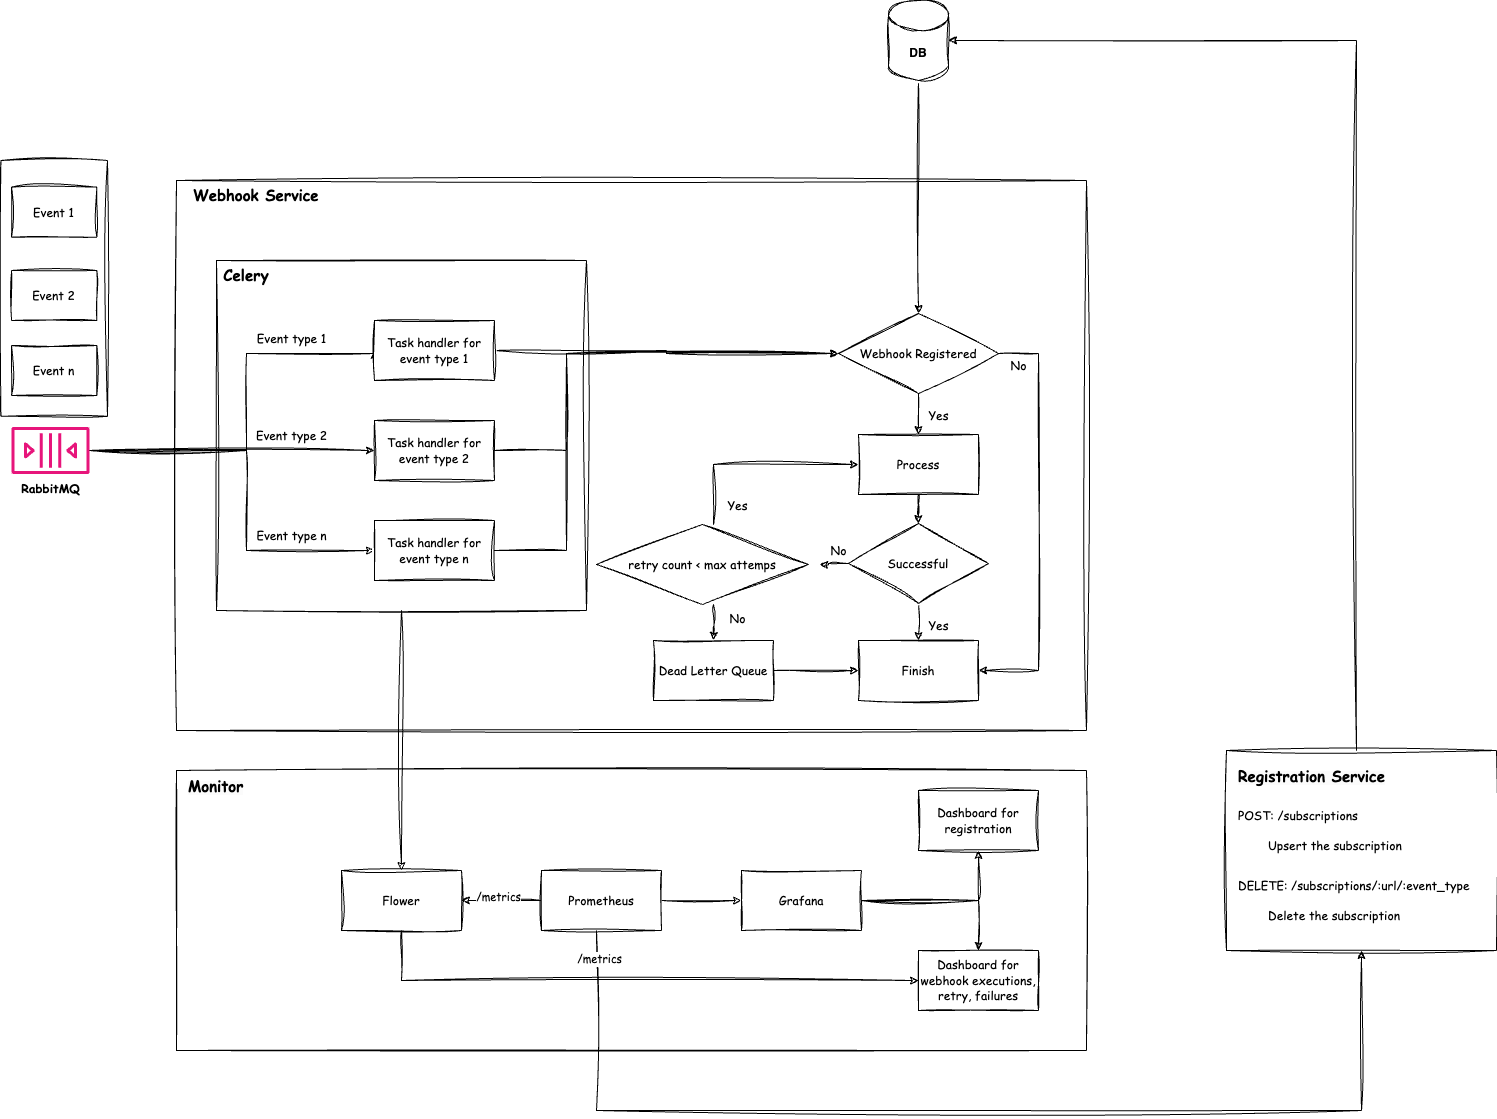 DB
Event 1
Event 2
Event n
RabbitMQ
Webhook Service
Celery
Event type 1
Task handler for
event type 1
Event type 2
Task handler for
event type 2
Event type n
Task handler for
event type n
Webhook Registered
No
Yes
Process
Yes
retry count < max attemps
No
Successful
No
Yes
Dead Letter Queue
Finish
Monitor
Dashboard for
registration
Flower
/metrics
Prometheus
Grafana
/metrics
Dashboard for
webhook executions,
retry, failures
Registration Service
POST: /subscriptions
Upsert the subscription
DELETE: /subscriptions/:url/:event_type
Delete the subscription